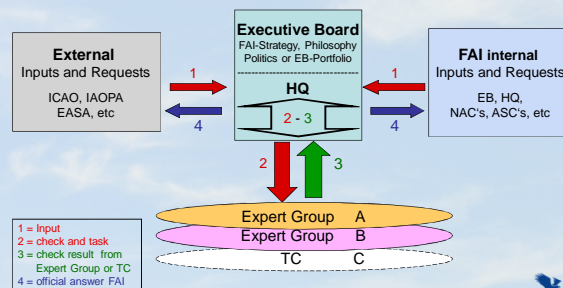 External
Inputs and Requests
ICAO, IAOPA
EASA, etc
1
4
Executive Board
FAI-Strategy, Philosophy
Politics or EB-Portfolio
HQ
2 - 3
1
4
FAI internal
Inputs and Requests
EB, HQ,
NAC's, ASC's, etc
2
3
Expert Group A
Expert Group B
TC C
1 = Input
2 = check and task
3 = check result from
Expert Group or TC
4 = official answer FAI